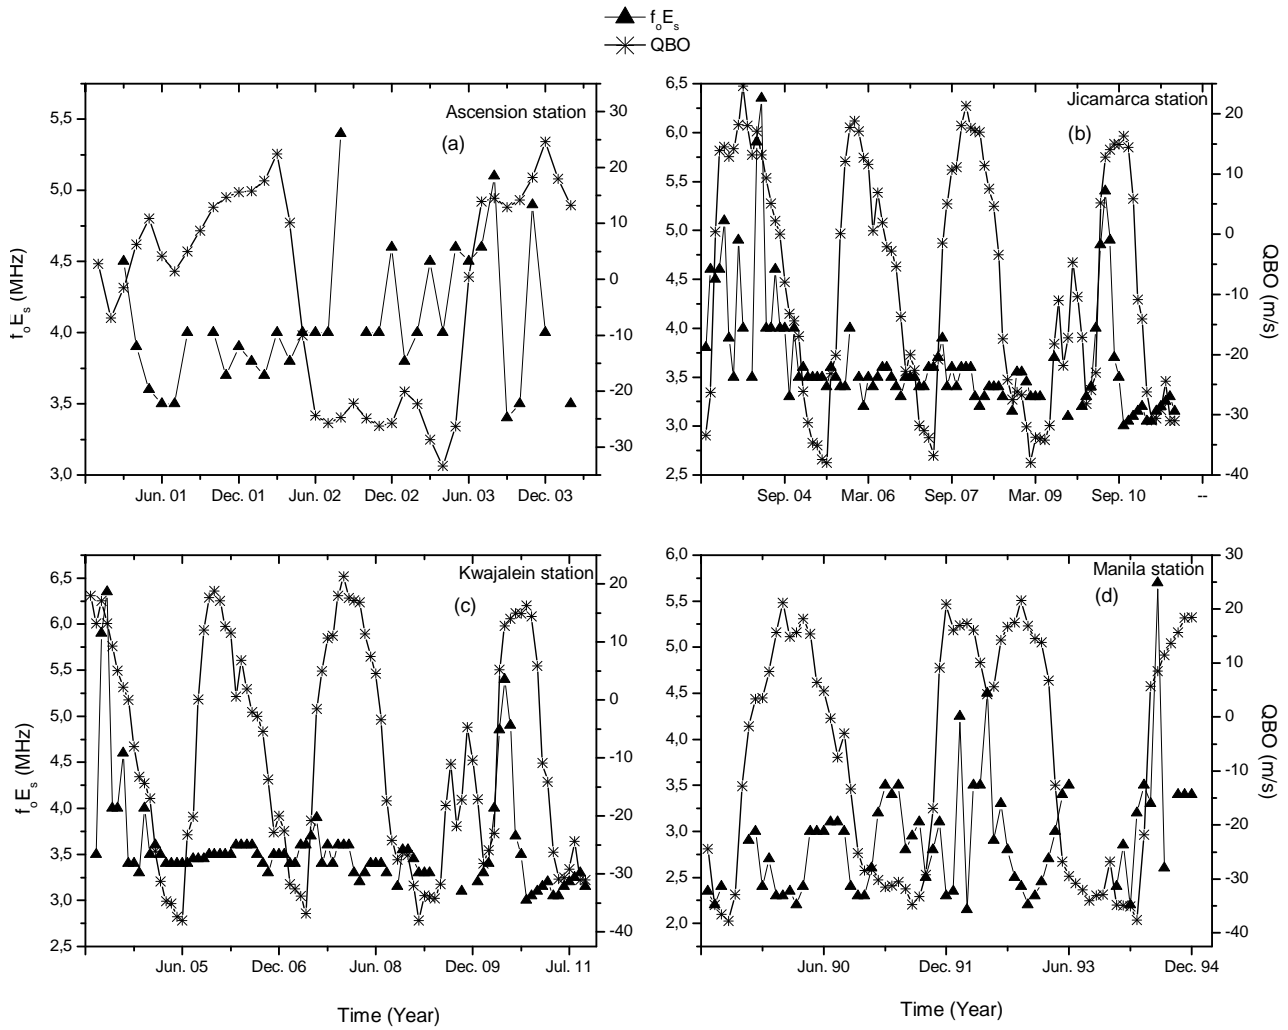 f₀Eₛ
QBO
Ascension station
(a)
5,5
5,0
4,5
4,0
3,5
3,0
f₀Eₛ (MHz)
30
20
10
0
-10
-20
-30
Jun. 01
Dec. 01
Jun. 02
Dec. 02
Jun. 03
Dec. 03
Jicamarca station
(b)
6,5
6,0
5,5
5,0
4,5
4,0
3,5
3,0
2,5
20
10
0
-10
-20
-30
-40
QBO (m/s)
Sep. 04
Mar. 06
Sep. 07
Mar. 09
Sep. 10
--
Kwajalein station
(c)
6,5
6,0
5,5
5,0
4,5
4,0
3,5
3,0
2,5
f₀Eₛ (MHz)
20
10
0
-10
-20
-30
-40
Jun. 05
Dec. 06
Jun. 08
Dec. 09
Jul. 11
Time (Year)
Manila station
(d)
6,0
5,5
5,0
4,5
4,0
3,5
3,0
2,5
2,0
30
20
10
0
-10
-20
-30
-40
QBO (m/s)
Jun. 90
Dec. 91
Jun. 93
Dec. 94
Time (Year)